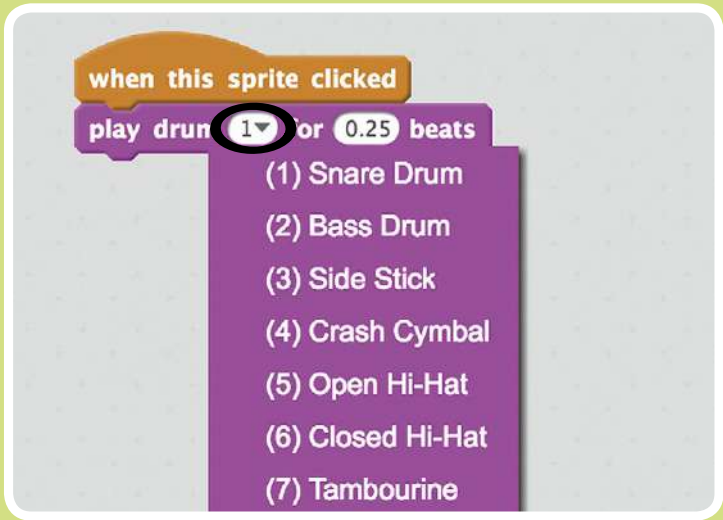 when this sprite clicked
play drum 1 for 0.25 beats
(1) Snare Drum
(2) Bass Drum
(3) Side Stick
(4) Crash Cymbal
(5) Open Hi-Hat
(6) Closed Hi-Hat
(7) Tambourine